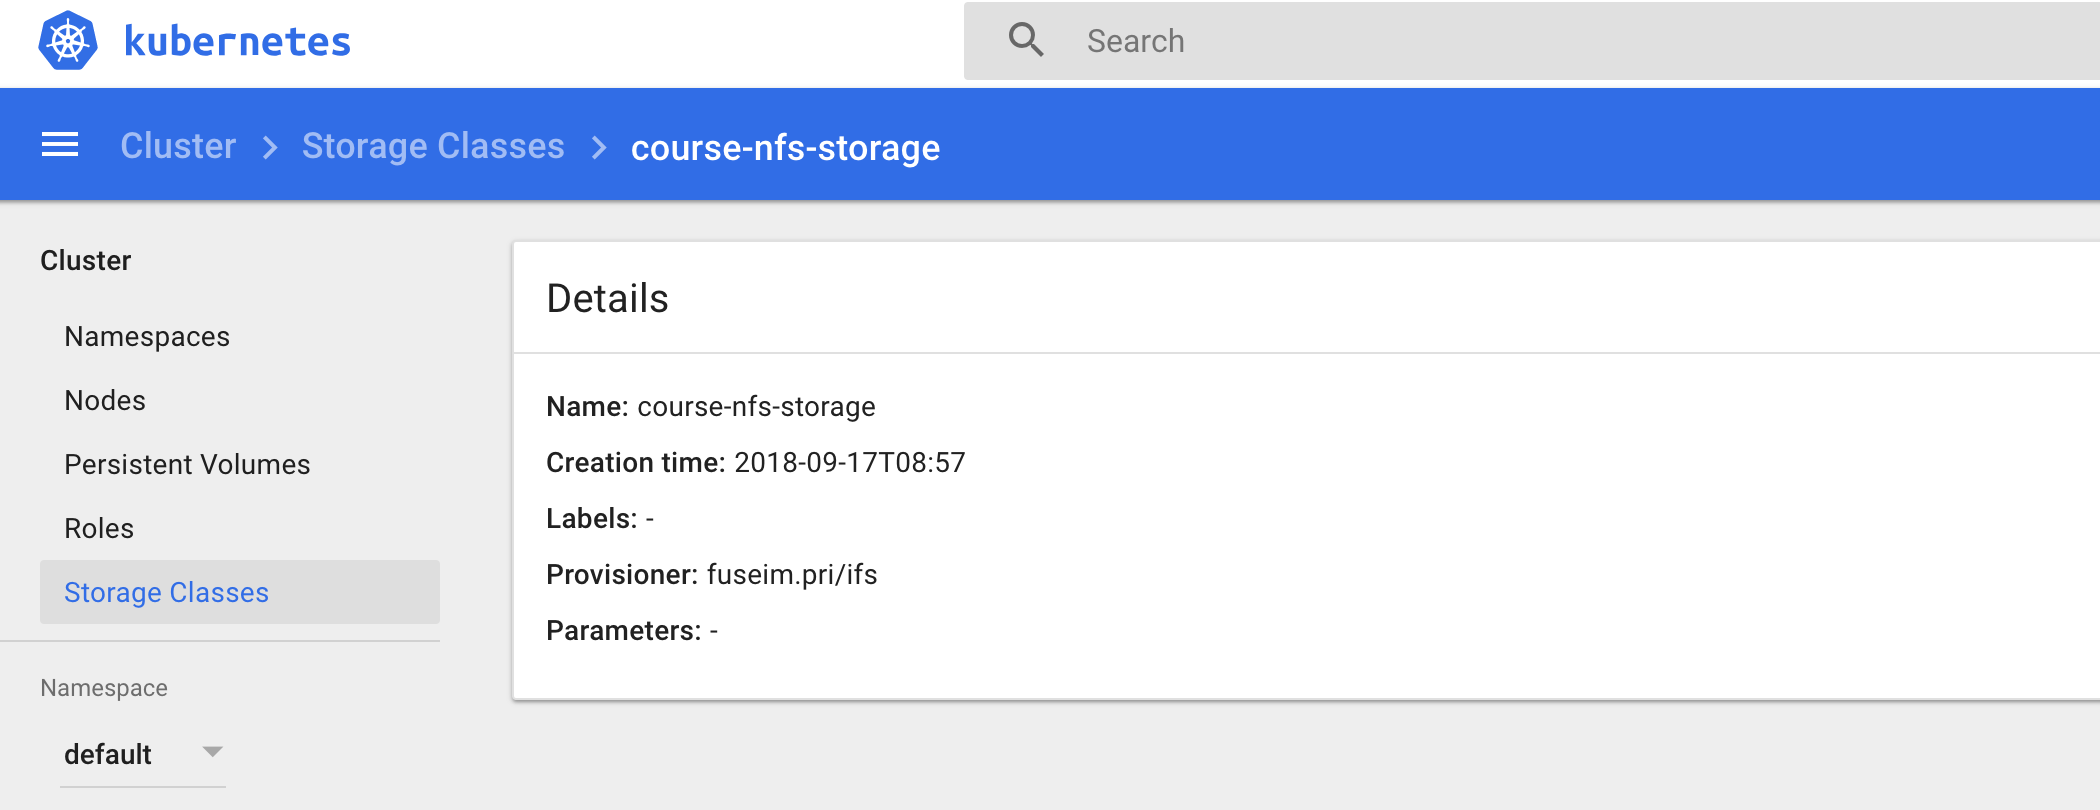 kubernetes
Search
Cluster > Storage Classes > course-nfs-storage
Cluster
Namespaces
Nodes
Persistent Volumes
Roles
Storage Classes
Namespace
default
Details
Name: course-nfs-storage
Creation time: 2018-09-17T08:57
Labels: -
Provisioner: fuseim.pri/ifs
Parameters: -